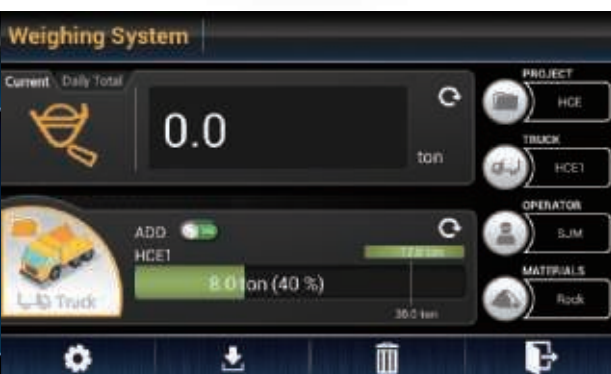 Weighing System
Current Daily Total
0.0
ton
PROJECT
HCE
TRUCK
HCE1
OPERATOR
SJM
MATERIALS
Rock
ADD
HCE1
8.0 ton (40 %)
ton
30.0 ton
Truck